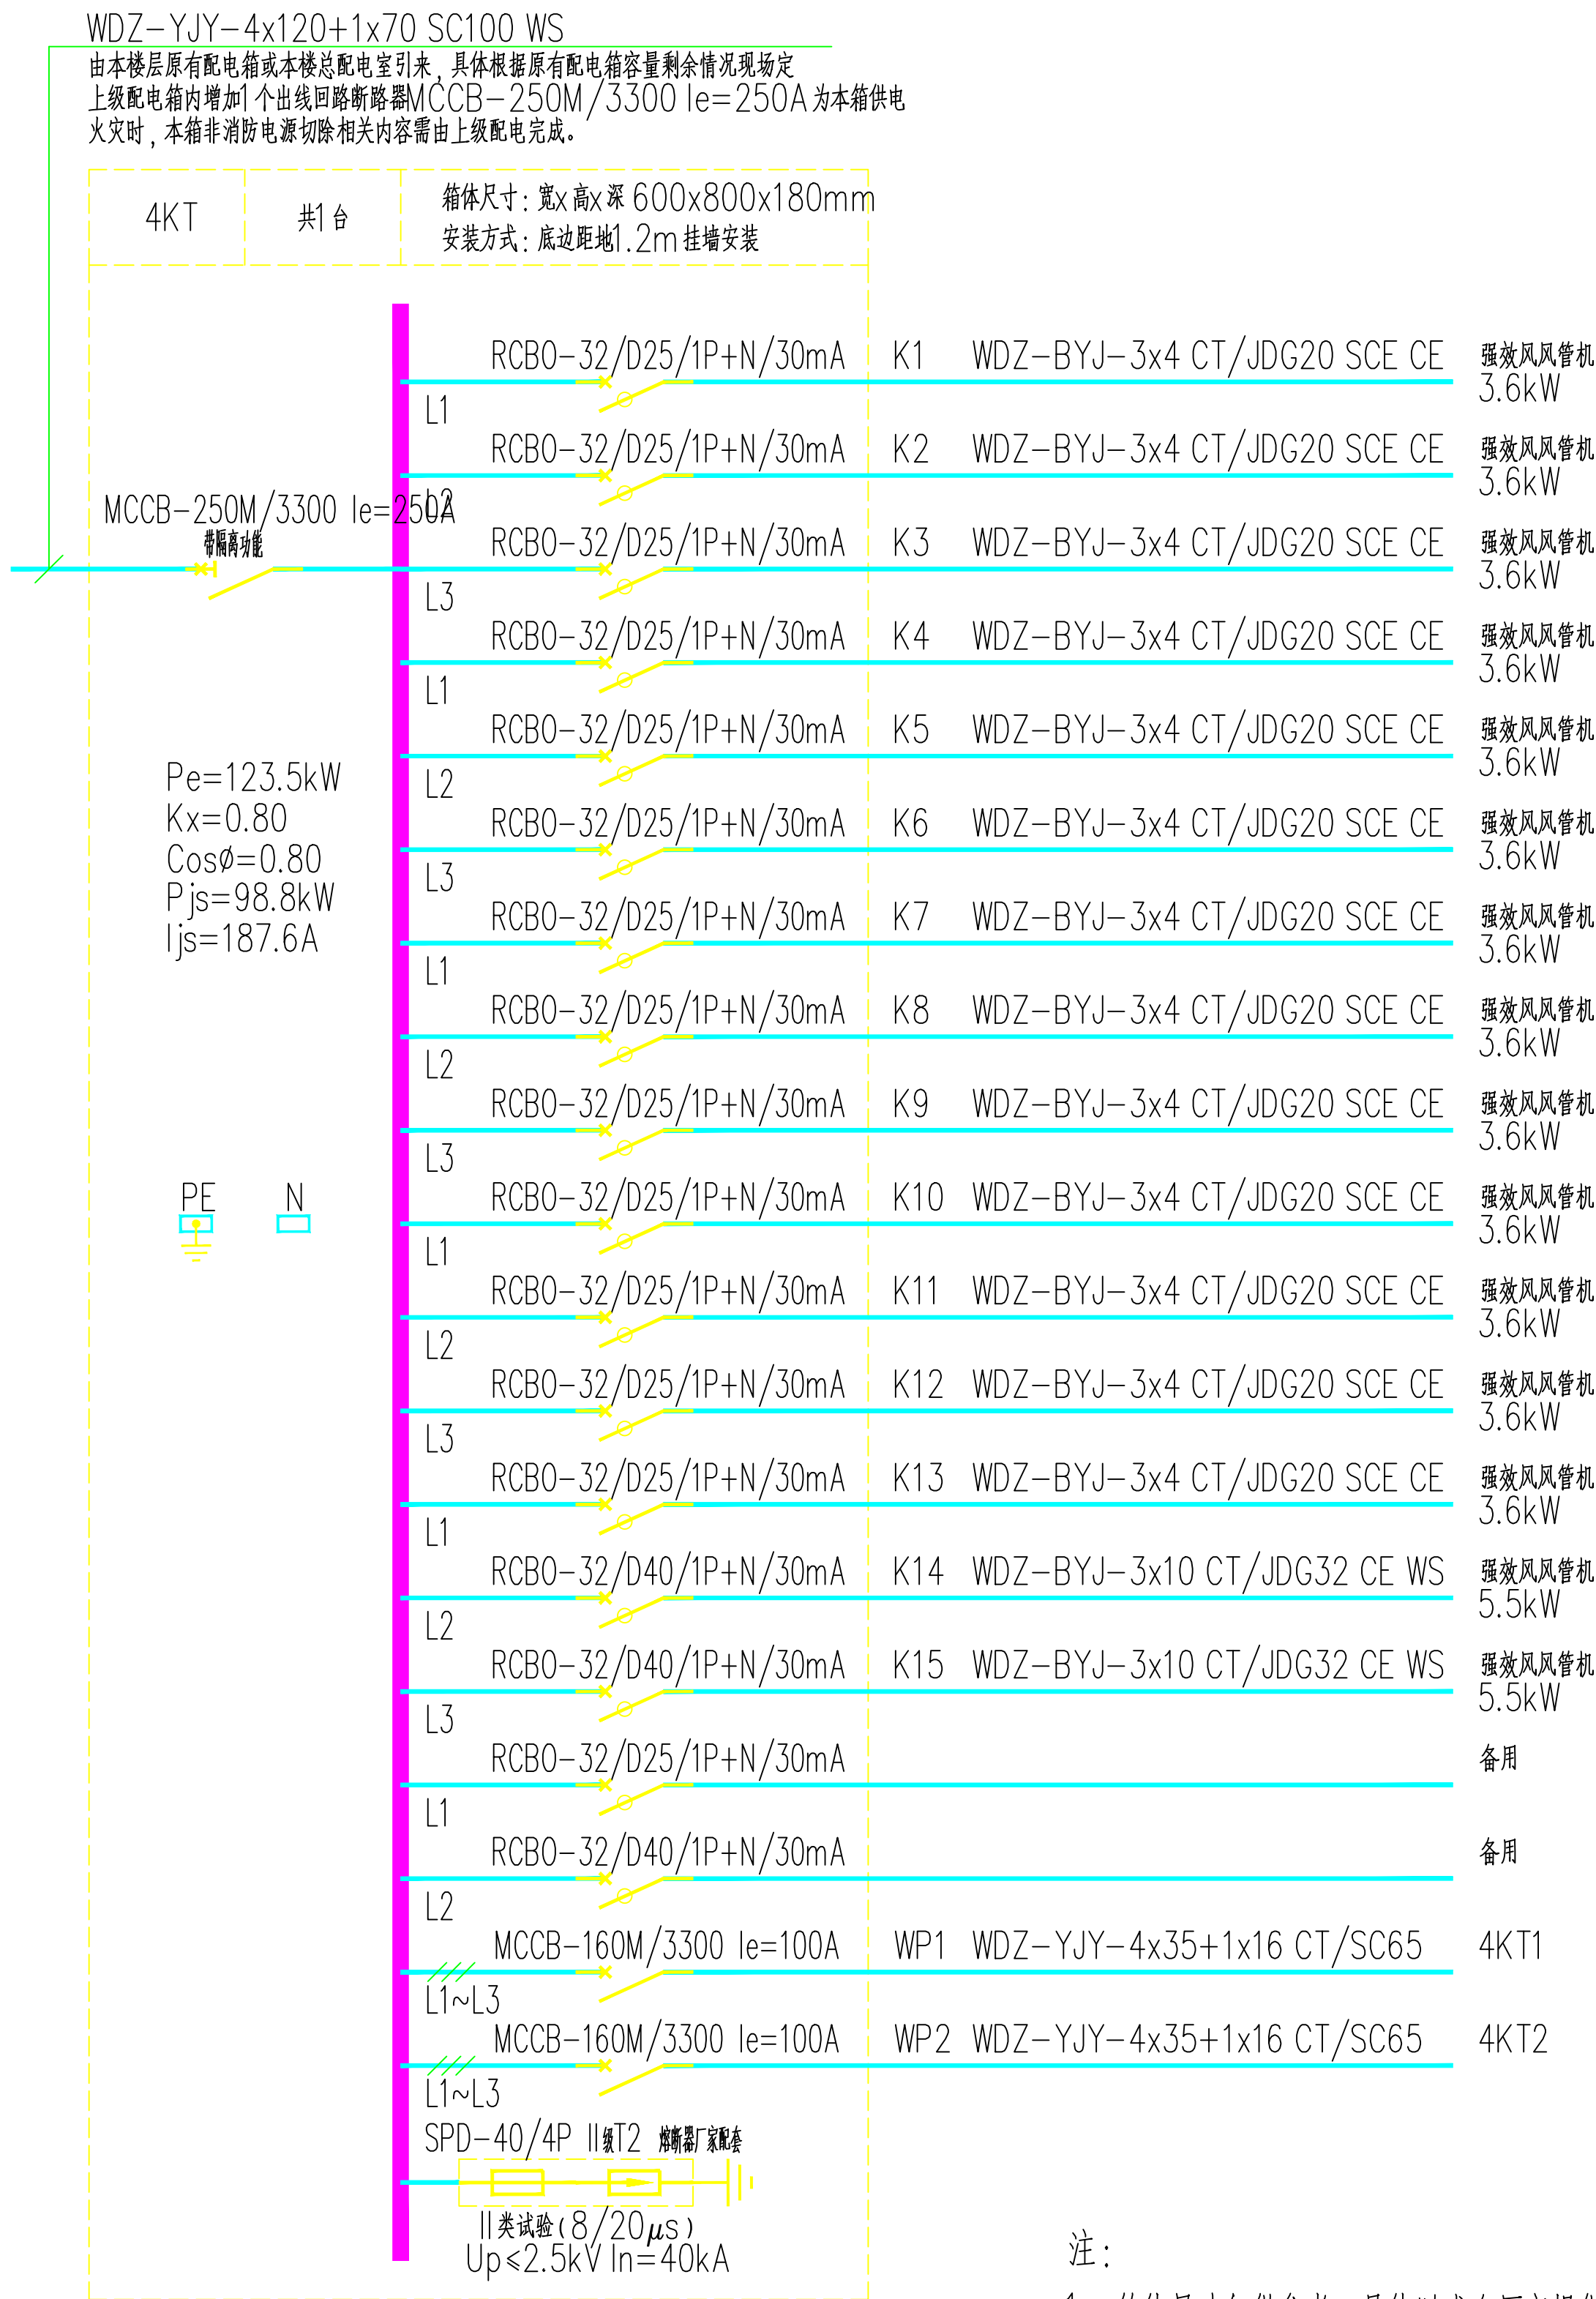 WDZ-YJY-4x120+1x70 SC100 WS
由本楼层原有配电箱或本楼总配电室引来，具体根据原有配电箱容量剩余情况现场定
上级配电箱内增加1个出线回路断路器MCCB-250M/3300 Ie=250A为本箱供电
火灾时，本箱非消防电源切除相关内容需由上级配电完成。
4KT 共1台 箱体尺寸：宽x高x深 600x800x180mm
安装方式：底边距地1.2m挂墙安装
RCBO-32/D25/1P+N/30mA K1 WDZ-BYJ-3x4 CT/JDG20 SCE CE 强效风风管机
3.6kW
L1
RCBO-32/D25/1P+N/30mA K2 WDZ-BYJ-3x4 CT/JDG20 SCE CE 强效风风管机
3.6kW
L2
MCCB-250M/3300 Ie=250A
带隔离功能
RCBO-32/D25/1P+N/30mA K3 WDZ-BYJ-3x4 CT/JDG20 SCE CE 强效风风管机
3.6kW
L3
RCBO-32/D25/1P+N/30mA K4 WDZ-BYJ-3x4 CT/JDG20 SCE CE 强效风风管机
3.6kW
L1
RCBO-32/D25/1P+N/30mA K5 WDZ-BYJ-3x4 CT/JDG20 SCE CE 强效风风管机
3.6kW
L2
Pe=123.5kW
Kx=0.80
Cosø=0.80
Pjs=98.8kW
Ijs=187.6A
RCBO-32/D25/1P+N/30mA K6 WDZ-BYJ-3x4 CT/JDG20 SCE CE 强效风风管机
3.6kW
L3
RCBO-32/D25/1P+N/30mA K7 WDZ-BYJ-3x4 CT/JDG20 SCE CE 强效风风管机
3.6kW
L1
RCBO-32/D25/1P+N/30mA K8 WDZ-BYJ-3x4 CT/JDG20 SCE CE 强效风风管机
3.6kW
L2
RCBO-32/D25/1P+N/30mA K9 WDZ-BYJ-3x4 CT/JDG20 SCE CE 强效风风管机
3.6kW
L3
PE N
RCBO-32/D25/1P+N/30mA K10 WDZ-BYJ-3x4 CT/JDG20 SCE CE 强效风风管机
3.6kW
L1
RCBO-32/D25/1P+N/30mA K11 WDZ-BYJ-3x4 CT/JDG20 SCE CE 强效风风管机
3.6kW
L2
RCBO-32/D25/1P+N/30mA K12 WDZ-BYJ-3x4 CT/JDG20 SCE CE 强效风风管机
3.6kW
L3
RCBO-32/D25/1P+N/30mA K13 WDZ-BYJ-3x4 CT/JDG20 SCE CE 强效风风管机
3.6kW
L1
RCBO-32/D40/1P+N/30mA K14 WDZ-BYJ-3x10 CT/JDG32 CE WS 强效风风管机
5.5kW
L2
RCBO-32/D40/1P+N/30mA K15 WDZ-BYJ-3x10 CT/JDG32 CE WS 强效风风管机
5.5kW
L3
RCBO-32/D25/1P+N/30mA 备用
L1
RCBO-32/D40/1P+N/30mA 备用
L2
MCCB-160M/3300 Ie=100A WP1 WDZ-YJY-4x35+1x16 CT/SC65 4KT1
L1~L3
MCCB-160M/3300 Ie=100A WP2 WDZ-YJY-4x35+1x16 CT/SC65 4KT2
L1~L3
SPD-40/4P II级T2 熔断器厂家配套
II类试验(8/20μs)
Up≤2.5kV In=40kA
注：